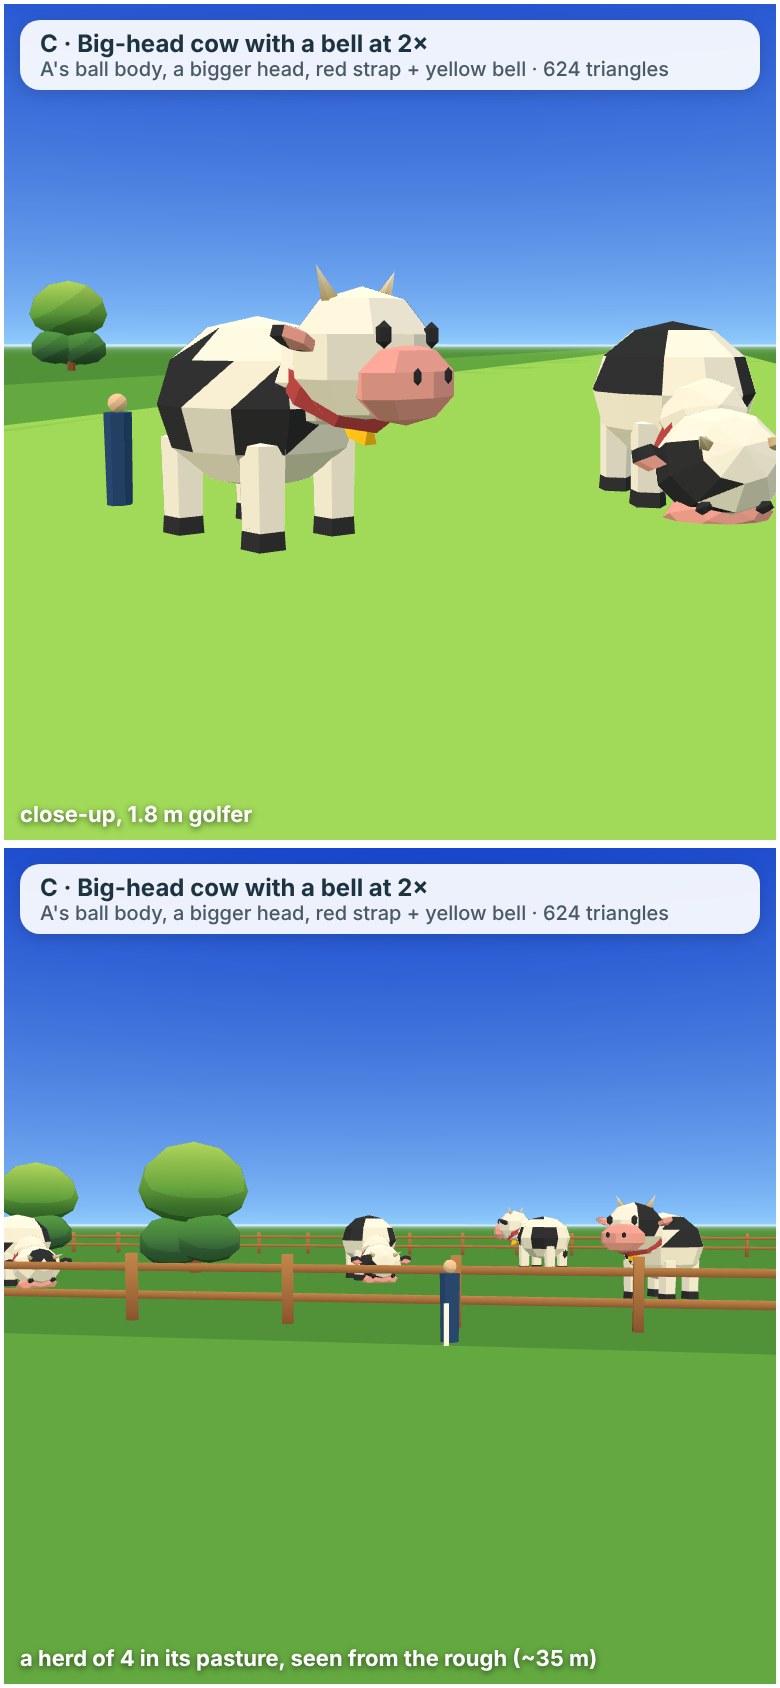 C · Big-head cow with a bell at 2×
A's ball body, a bigger head, red strap + yellow bell · 624 triangles
close-up, 1.8 m golfer
C · Big-head cow with a bell at 2×
A's ball body, a bigger head, red strap + yellow bell · 624 triangles
a herd of 4 in its pasture, seen from the rough (~35 m)